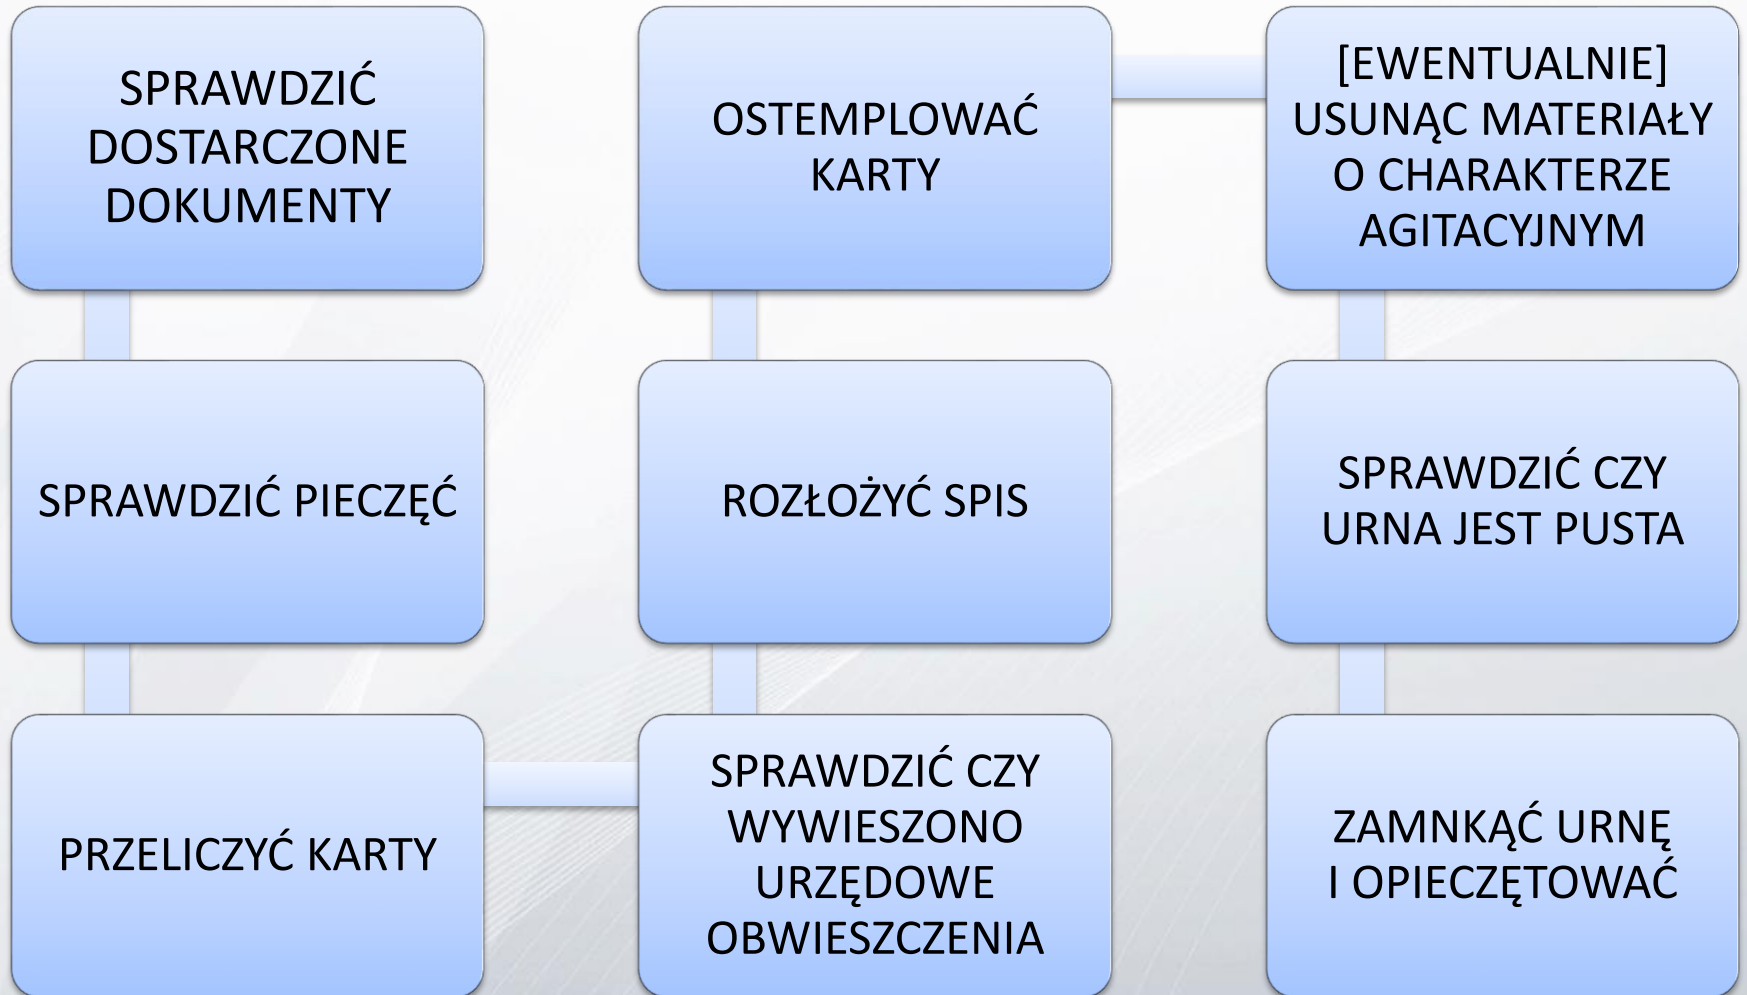 SPRAWDZIĆ
DOSTARCZONE
DOKUMENTY
SPRAWDZIĆ PIECZĘĆ
PRZELICZYĆ KARTY
SPRAWDZIĆ CZY
WYWIESZONO
URZĘDOWE
OBWIESZCZENIA
ROZŁOŻYĆ SPIS
OSTEMPLOWAĆ
KARTY
[EWENTUALNIE]
USUNĄC MATERIAŁY
O CHARAKTERZE
AGITACYJNYM
SPRAWDZIĆ CZY
URNA JEST PUSTA
ZAMNKĄĆ URNĘ
I OPIECZĘTOWAĆ